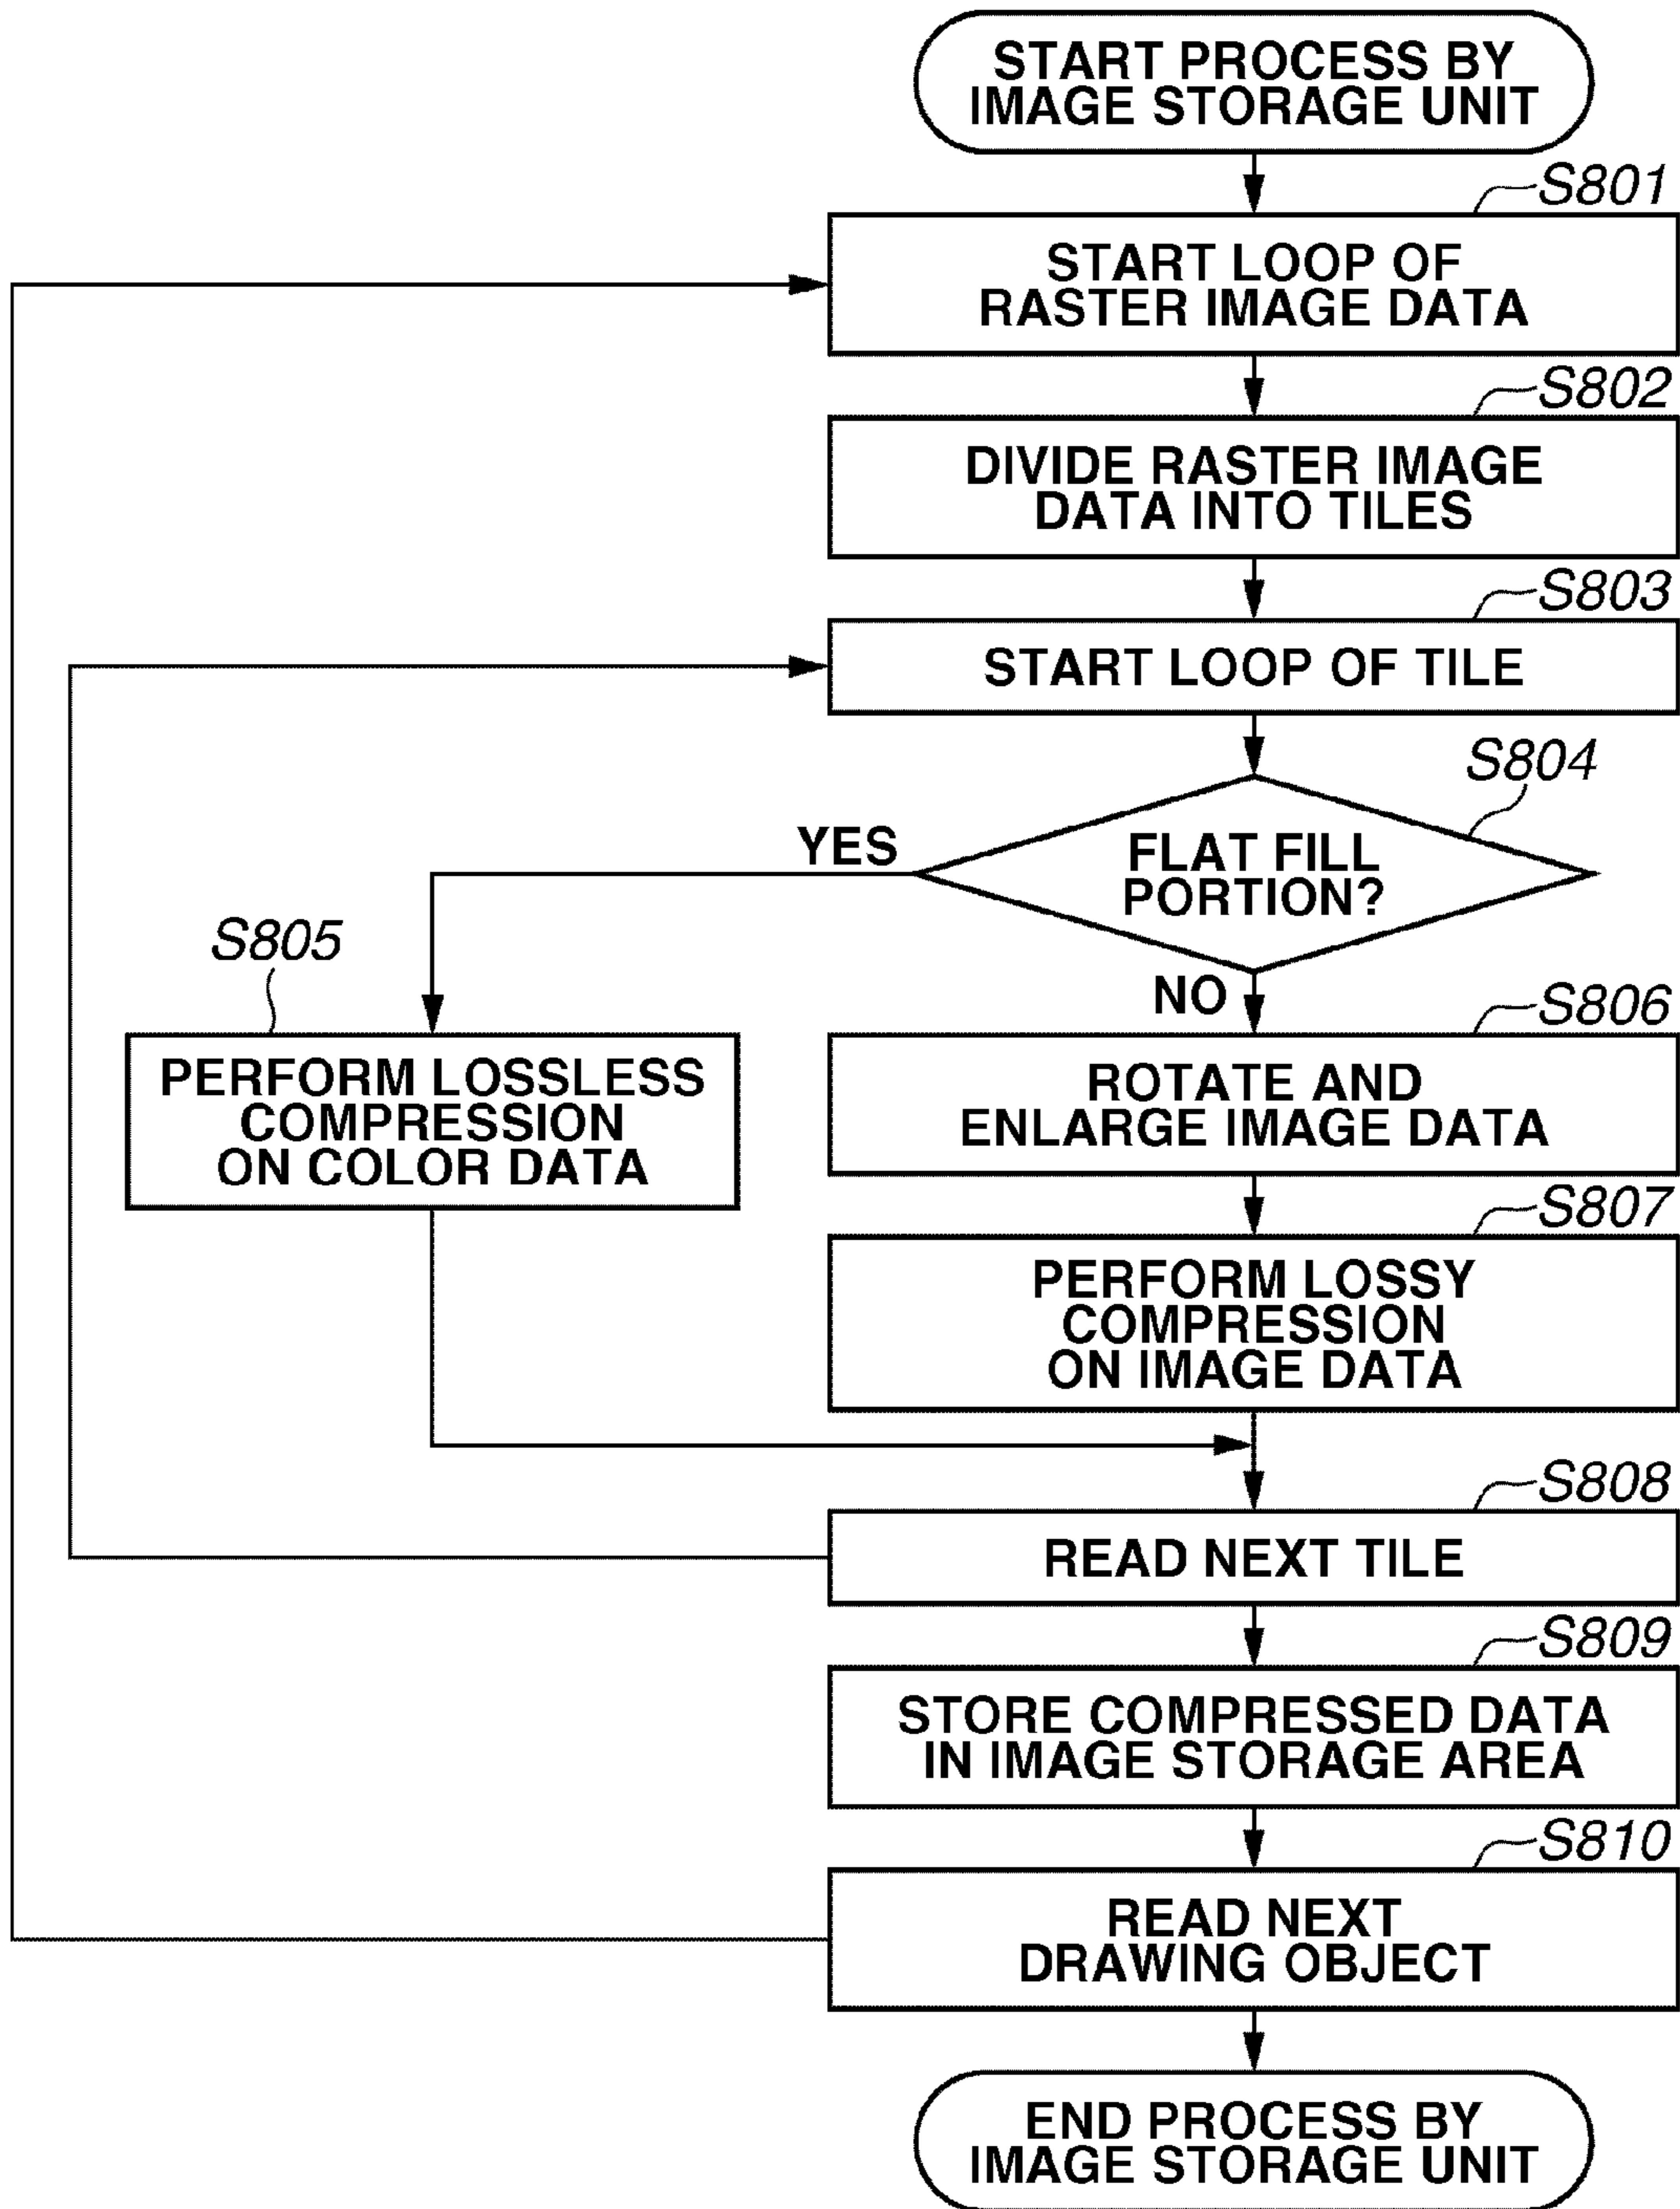 START PROCESS BY
IMAGE STORAGE UNIT
S801
START LOOP OF
RASTER IMAGE DATA
S802
DIVIDE RASTER IMAGE
DATA INTO TILES
S803
START LOOP OF TILE
S804
YES
FLAT FILL
PORTION?
S805
NO
S806
PERFORM LOSSLESS
COMPRESSION
ON COLOR DATA
ROTATE AND
ENLARGE IMAGE DATA
S807
PERFORM LOSSY
COMPRESSION
ON IMAGE DATA
S808
READ NEXT TILE
S809
STORE COMPRESSED DATA
IN IMAGE STORAGE AREA
S810
READ NEXT
DRAWING OBJECT
END PROCESS BY
IMAGE STORAGE UNIT